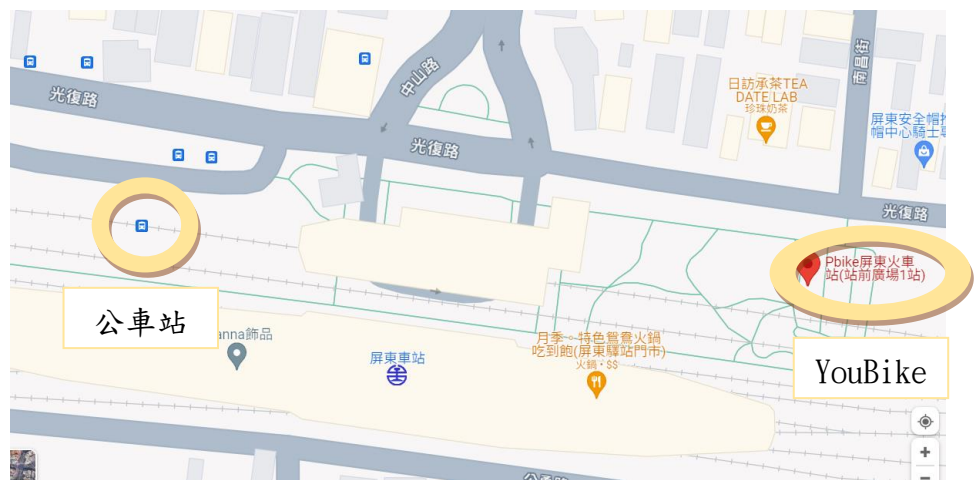 中山路
南昌街
光復路
日訪承茶TEA
DATE LAB
珍珠奶茶
屏東安全帽
帽中心騎士
光復路
光復路
Pbike屏東火車
站(站前廣場1站)
公車站
anna飾品
屏東車站
月季。特色鴛鴦火鍋
吃到飽(屏東驛站門市)
火鍋・$$
YouBike